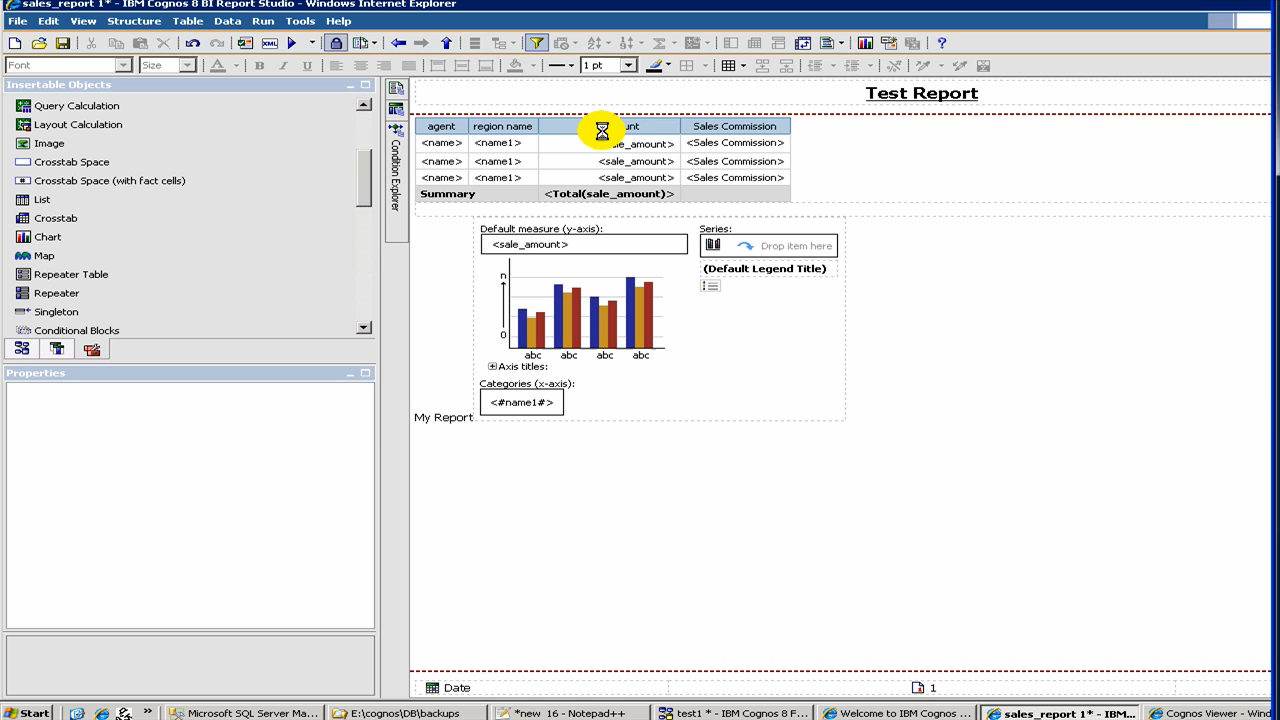 sales_report 1* - IBM Cognos 8 BI Report Studio - Windows Internet Explorer
File Edit View Structure Table Data Run Tools Help
XML
Font Size A B I U 1 pt
Insertable Objects
Query Calculation
Layout Calculation
Image
Crosstab Space
Crosstab Space (with fact cells)
List
Crosstab
Chart
Map
Repeater Table
Repeater
Singleton
Conditional Blocks
Properties
Condition Explorer
Test Report
agent region name Sales Commission
<name> <name1> <Sales Commission>
<name> <name1> <sale_amount> <Sales Commission>
<name> <name1> <sale_amount> <Sales Commission>
Summary <Total(sale_amount)>
Default measure (y-axis): Series:
<sale_amount> Drop item here
(Default Legend Title)
n
0
abc abc abc abc
Axis titles:
Categories (x-axis):
<#name1#>
My Report
Date 1
Start » Microsoft SQL Server Ma... E:\cognos\DB\backups *new 16 - Notepad++ test1 * - IBM Cognos 8 F... Welcome to IBM Cognos ... sales_report 1* - IBM... Cognos Viewer - Wind